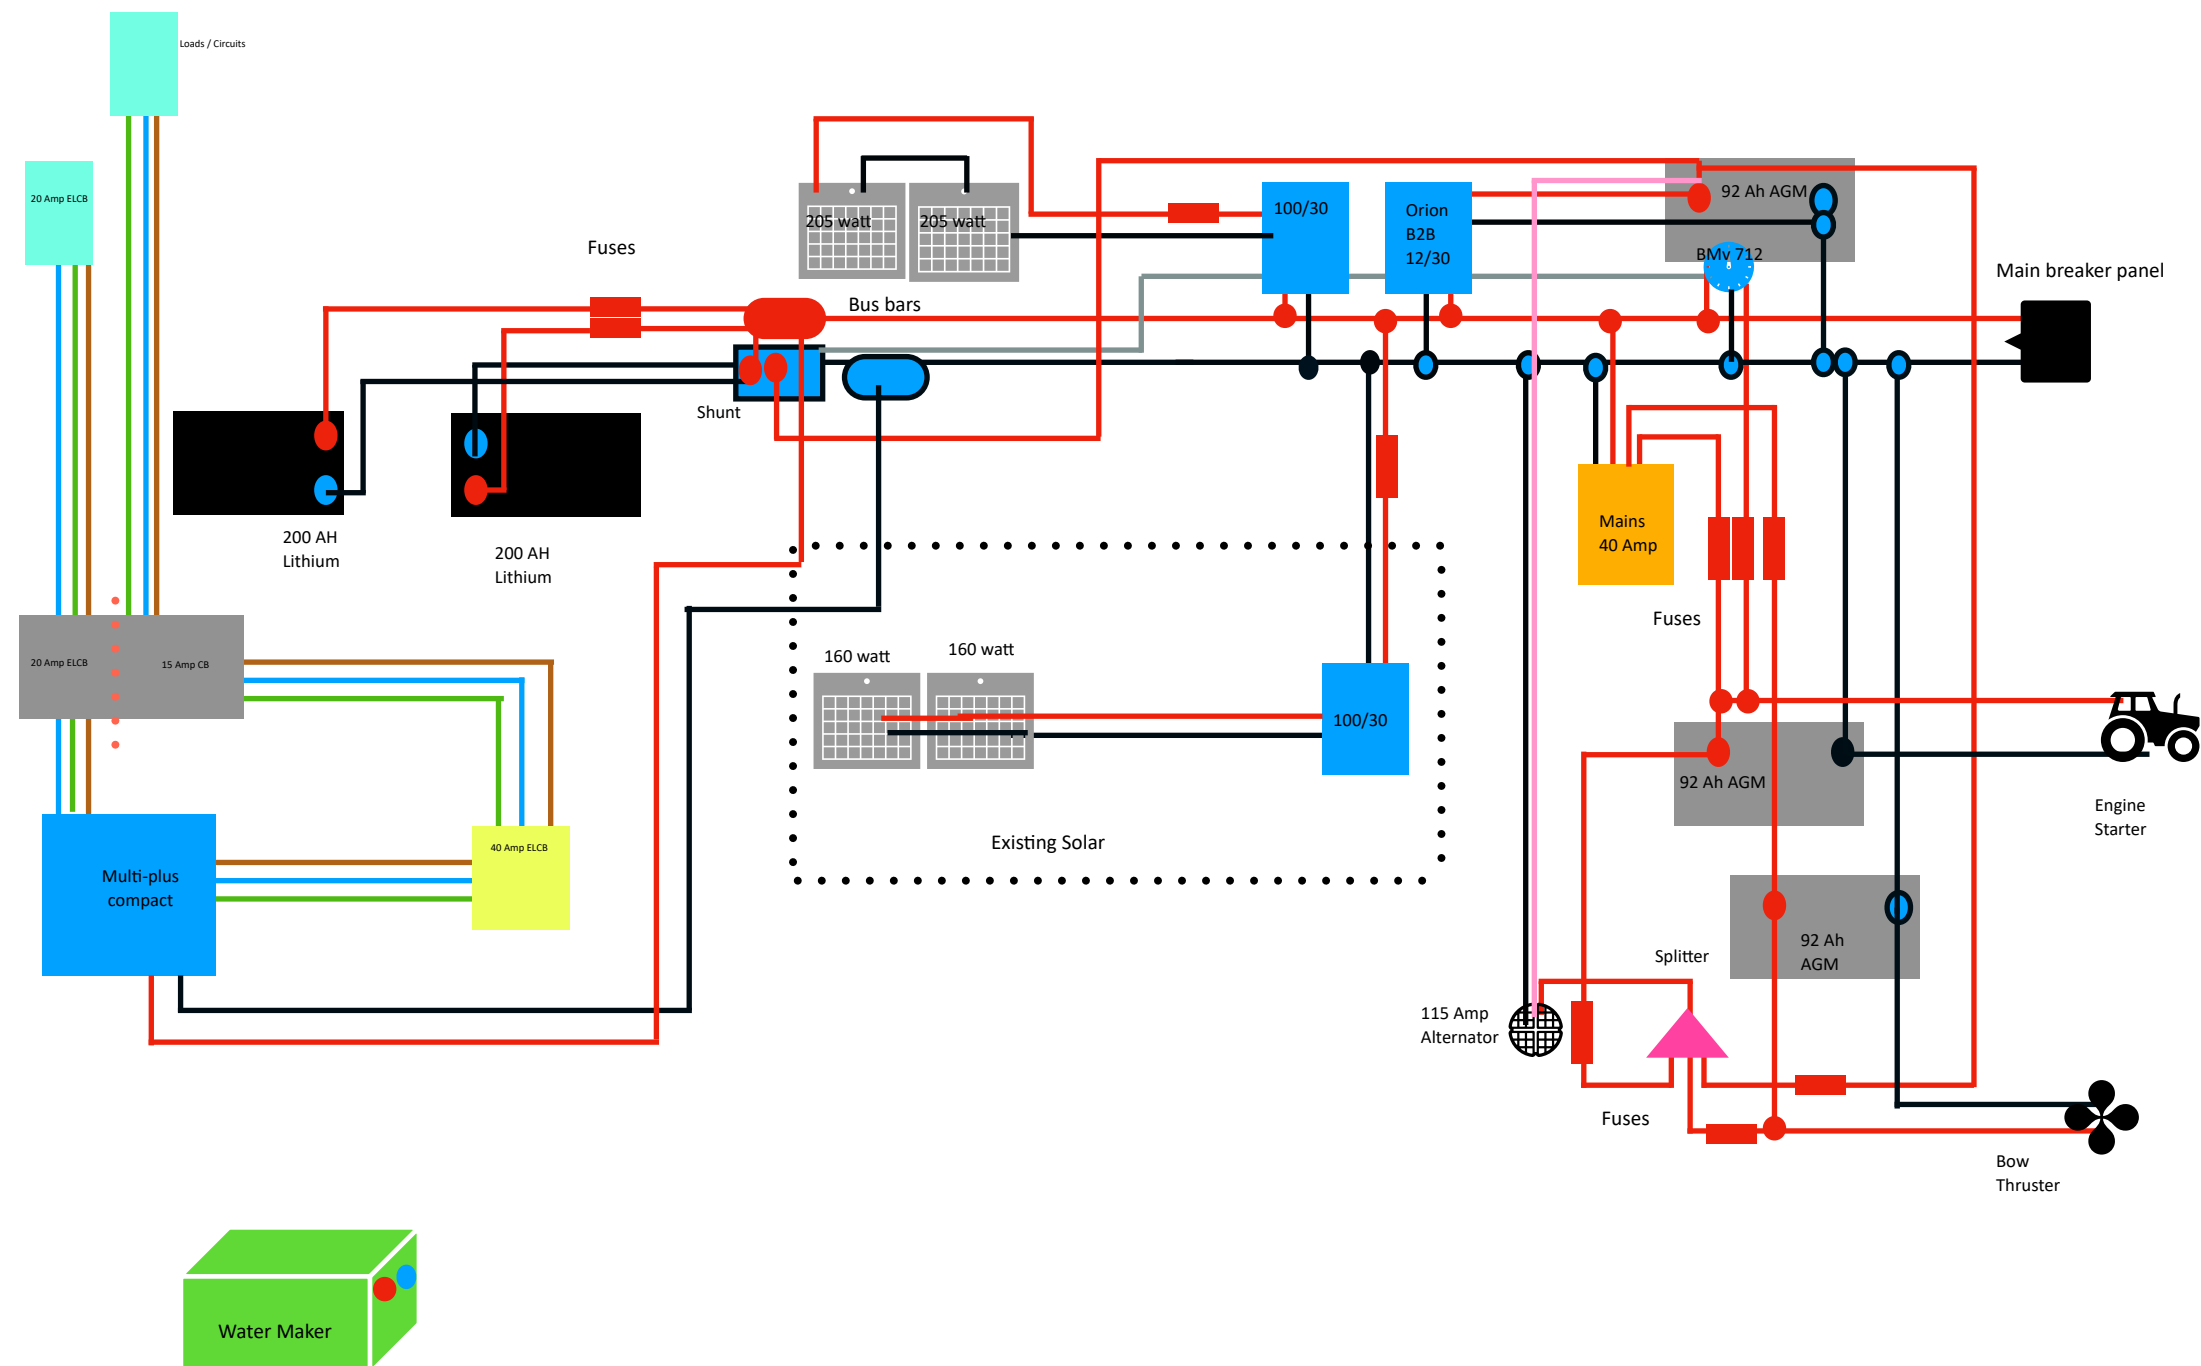 Loads / Circuits
20 Amp ELCB
Fuses
205 watt
205 watt
100/30
Orion
B2B
12/30
92 Ah AGM
BMv 712
Main breaker panel
Bus bars
Shunt
200 AH
Lithium
200 AH
Lithium
Mains
40 Amp
Fuses
20 Amp ELCB
15 Amp CB
160 watt
160 watt
100/30
Existing Solar
92 Ah AGM
Engine
Starter
Multi-plus
compact
40 Amp ELCB
92 Ah
AGM
Splitter
115 Amp
Alternator
Fuses
Bow
Thruster
Water Maker